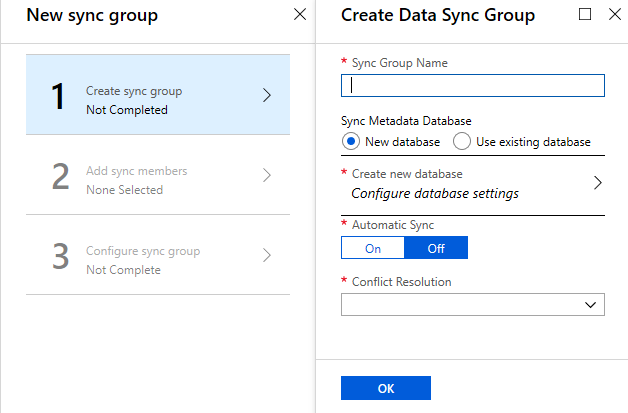 New sync group
1
Create sync group
Not Completed
2
Add sync members
None Selected
3
Configure sync group
Not Complete
Create Data Sync Group
* Sync Group Name
Sync Metadata Database
New database
Use existing database
* Create new database
Configure database settings
* Automatic Sync
On
Off
* Conflict Resolution
OK